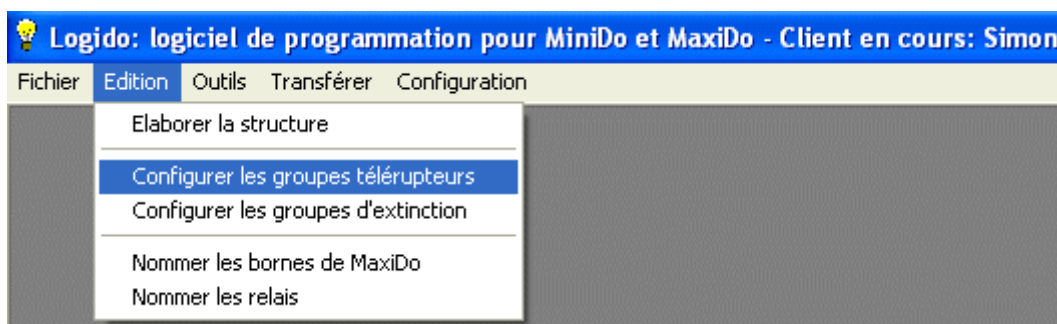 Logido: logiciel de programmation pour MiniDo et MaxiDo - Client en cours: Simon
Fichier Edition Outils Transférer Configuration
Elaborer la structure
Configurer les groupes télérupteurs
Configurer les groupes d'extinction
Nommer les bornes de MaxiDo
Nommer les relais